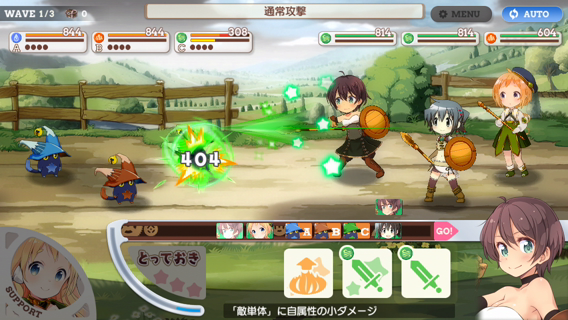 WAVE 1/3 0
通常攻撃
MENU
AUTO
844
844
308
814
814
604
A
B
C
404
A
B
C
GO!
とっておき
SUPPORT
「敵単体」に自属性の小ダメージ